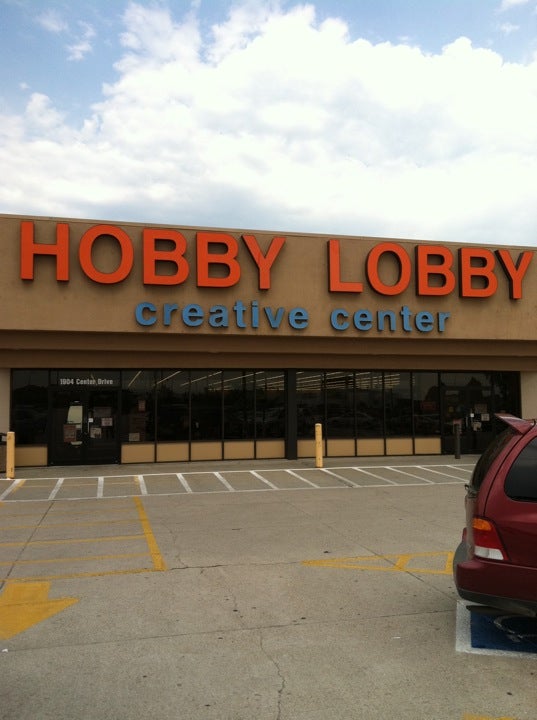 HOBBY LOBBY
creative center
1904 Center Drive